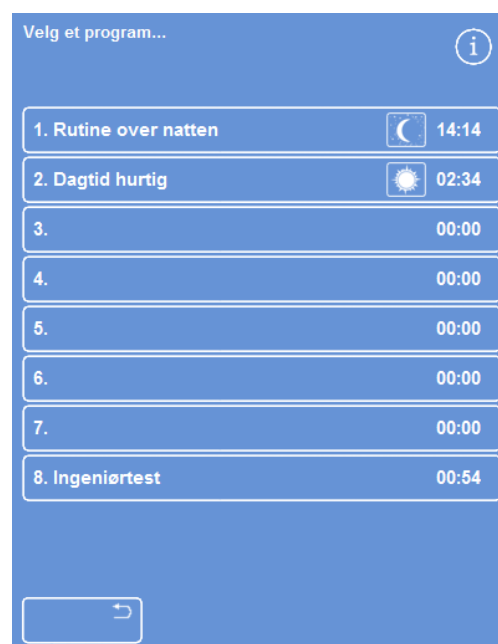 Velg et program...
i
1. Rutine over natten 14:14
2. Dagtid hurtig 02:34
3. 00:00
4. 00:00
5. 00:00
6. 00:00
7. 00:00
8. Ingeniørtest 00:54